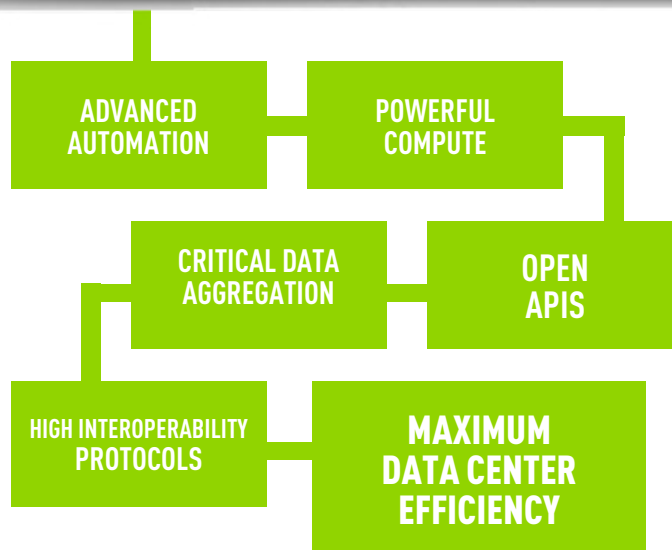 ADVANCED
AUTOMATION
POWERFUL
COMPUTE
OPEN
APIS
CRITICAL DATA
AGGREGATION
HIGH INTEROPERABILITY
PROTOCOLS
MAXIMUM
DATA CENTER
EFFICIENCY